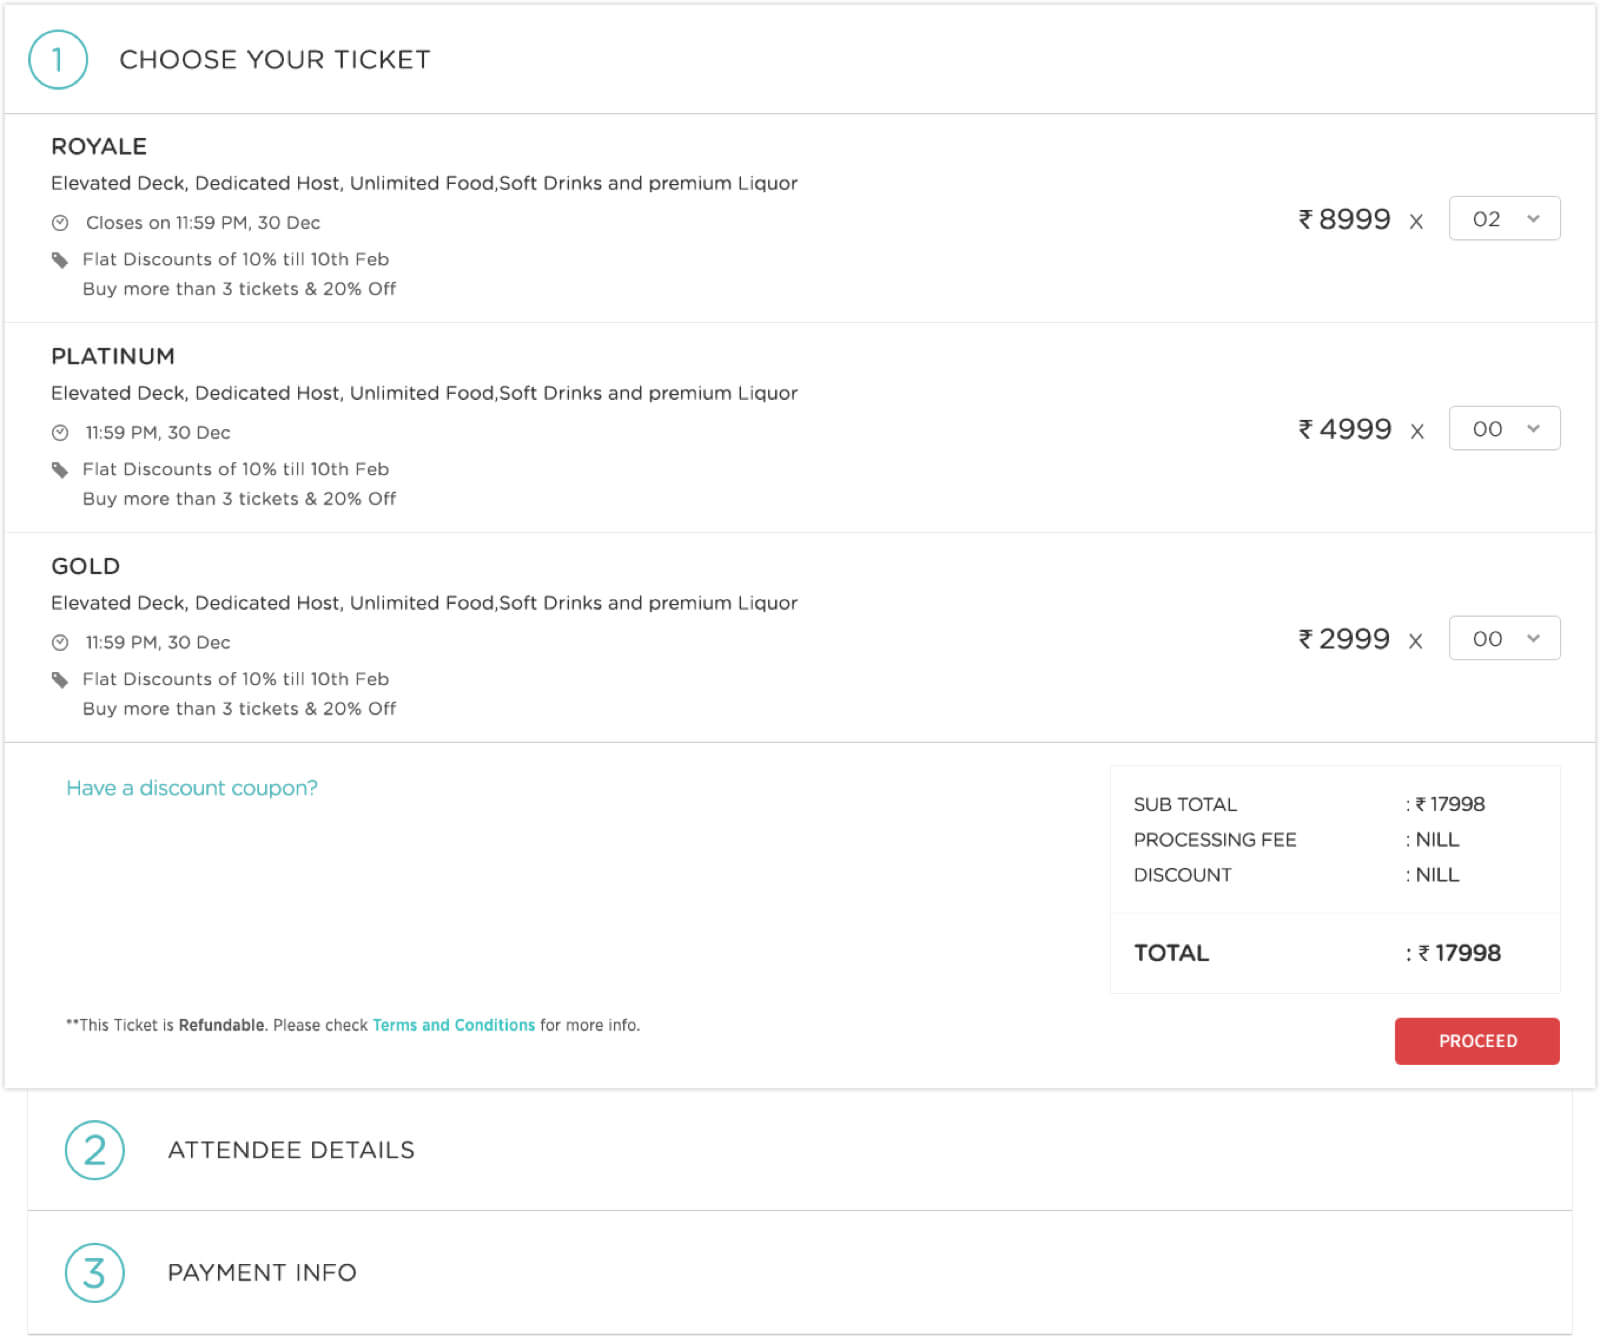 1 CHOOSE YOUR TICKET
ROYALE
Elevated Deck, Dedicated Host, Unlimited Food,Soft Drinks and premium Liquor
Closes on 11:59 PM, 30 Dec
₹ 8999 x 02
Flat Discounts of 10% till 10th Feb
Buy more than 3 tickets & 20% Off
PLATINUM
Elevated Deck, Dedicated Host, Unlimited Food,Soft Drinks and premium Liquor
11:59 PM, 30 Dec
₹ 4999 x 00
Flat Discounts of 10% till 10th Feb
Buy more than 3 tickets & 20% Off
GOLD
Elevated Deck, Dedicated Host, Unlimited Food,Soft Drinks and premium Liquor
11:59 PM, 30 Dec
₹ 2999 x 00
Flat Discounts of 10% till 10th Feb
Buy more than 3 tickets & 20% Off
Have a discount coupon?
SUB TOTAL : ₹ 17998
PROCESSING FEE : NILL
DISCOUNT : NILL
TOTAL : ₹ 17998
**This Ticket is Refundable. Please check Terms and Conditions for more info.
PROCEED
2 ATTENDEE DETAILS
3 PAYMENT INFO